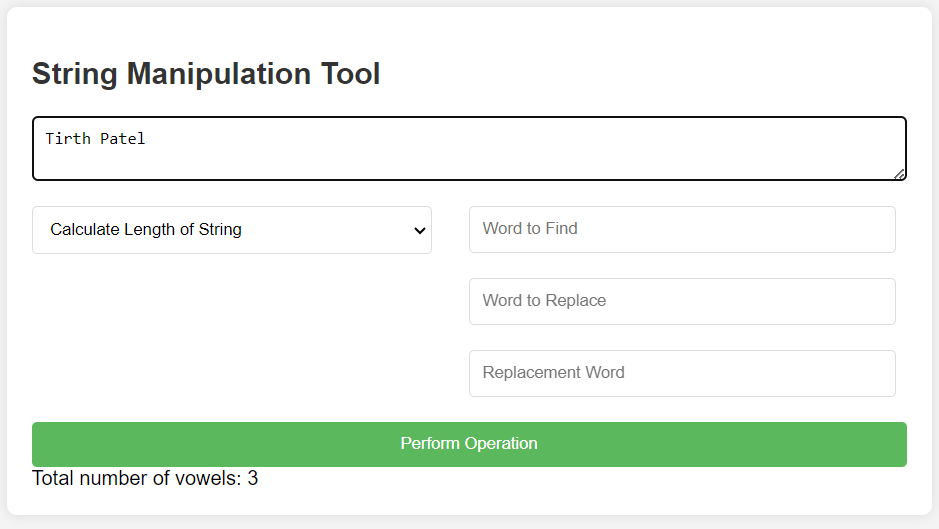 String Manipulation Tool
Tirth Patel
Calculate Length of String
Word to Find
Word to Replace
Replacement Word
Perform Operation
Total number of vowels: 3